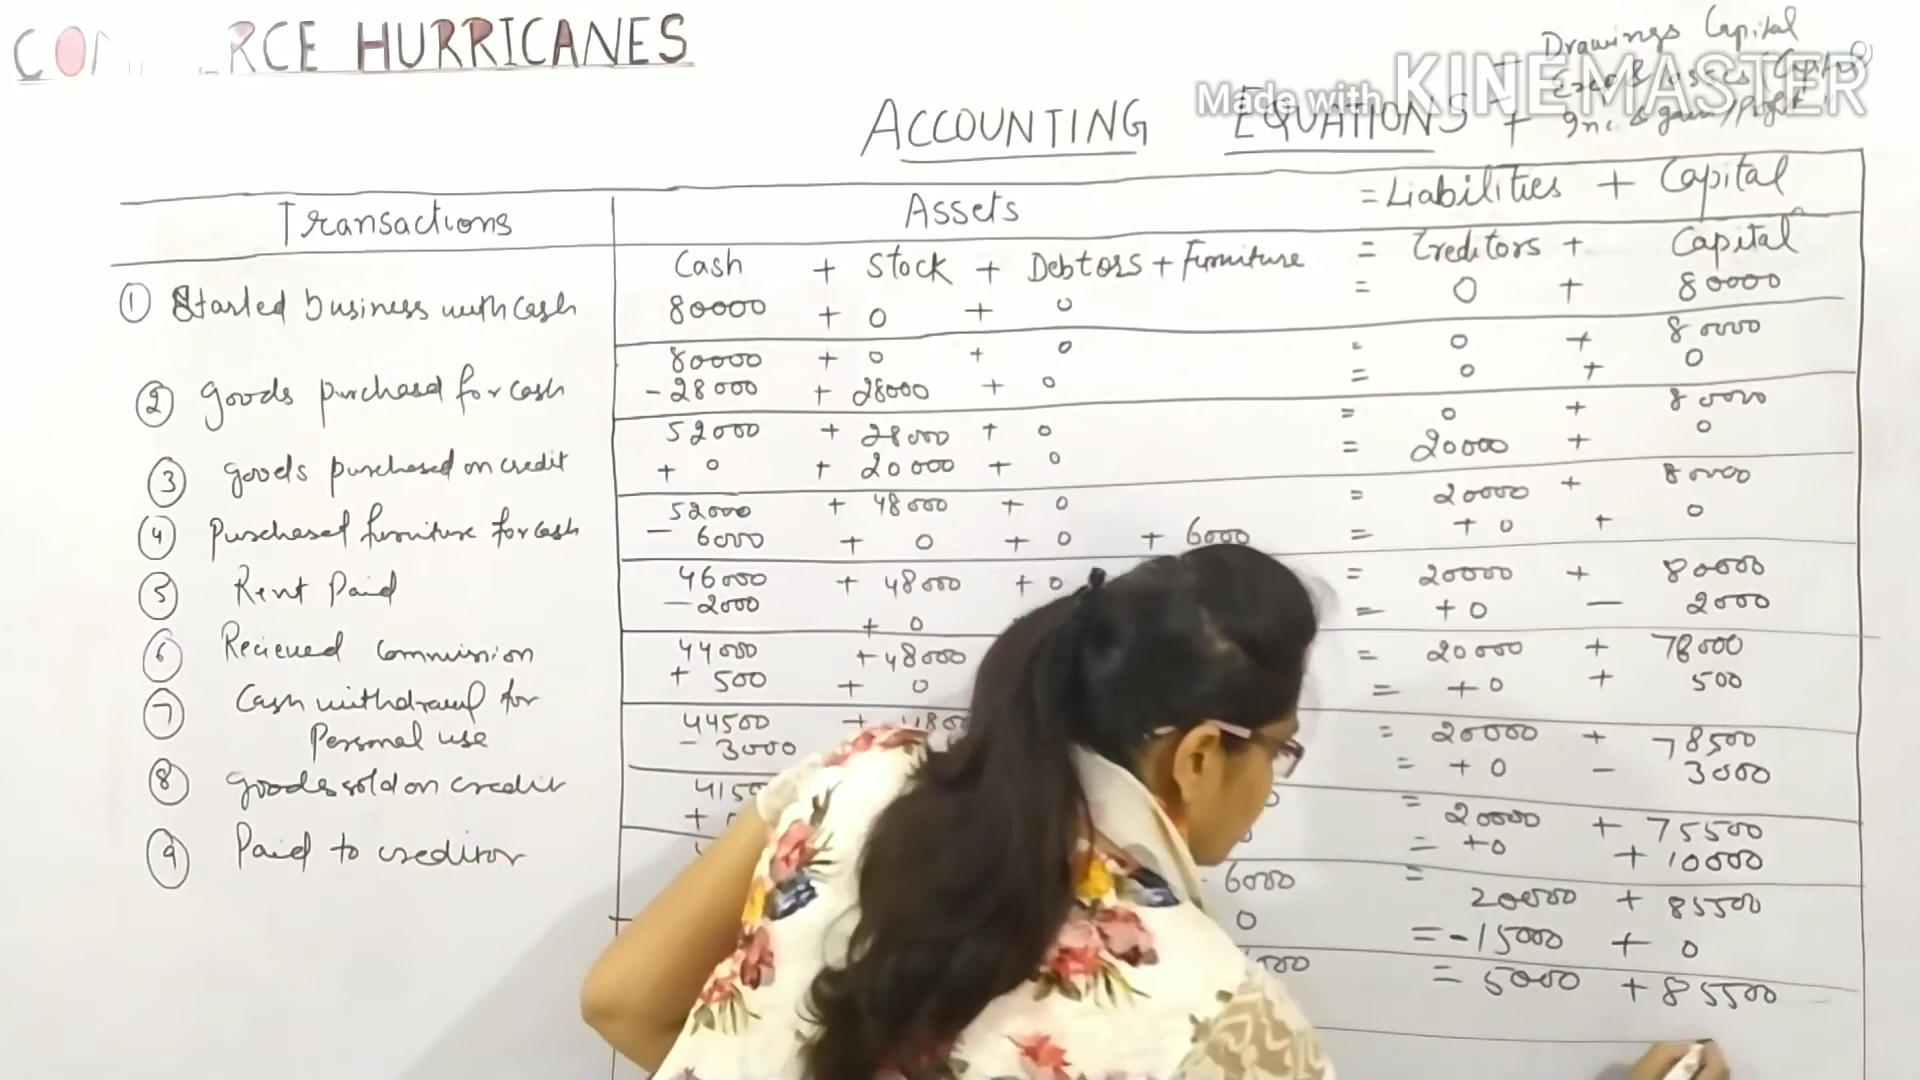 RCE HURRICANES
Drawings Capital
Made with KINEMASTER
ACCOUNTING EQUATIONS +
Transactions Assets = Liabilities + Capital
Cash + Stock + Debtors + Furniture = Creditors + Capital
① Started business with cash 80000 + 0 + 0 = 0 + 80000
80000 + 0 + 0 = 0 + 80000
② Goods purchased for cash - 28000 + 28000 + 0 = 0 + 0
52000 + 28000 + 0 = 0 + 80000
③ goods purchased on credit + 0 + 20000 + 0 = 20000 + 0
52000 + 48000 + 0 = 20000 + 80000
④ Purchased furniture for cash - 6000 + 0 + 0 + 6000 = + 0 + 0
46000 + 48000 + 0 = 20000 + 80000
⑤ Rent Paid - 2000 + 0 = + 0 - 2000
⑥ Recieved commission 44000 + 48000 = 20000 + 78000
+ 500 + 0 = + 0 + 500
⑦ Cash withdrawl for 44500 + = 20000 + 78500
Personal use - 3000 = + 0 - 3000
⑧ goods sold on credit = 20000 + 75500
+ = + 0 + 10000
⑨ Paid to creditor 6000 = 20000 + 85500
0 = - 15000 + 0
= 5000 + 85500